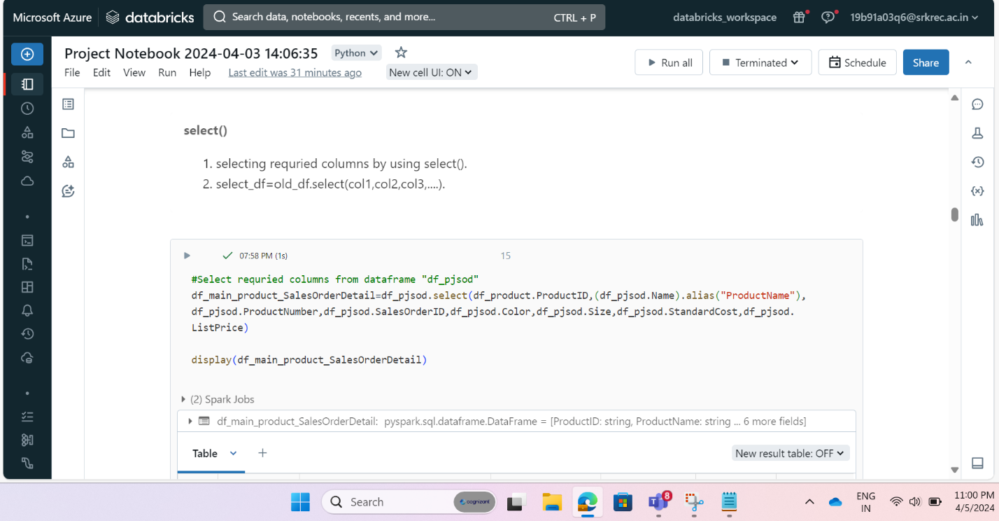 Microsoft Azure databricks Search data, notebooks, recents, and more... CTRL + P databricks_workspace 19b91a03q6@srkrec.ac.in
Project Notebook 2024-04-03 14:06:35 Python
File Edit View Run Help Last edit was 31 minutes ago New cell UI: ON Run all Terminated Schedule Share
select()
1. selecting requried columns by using select().
2. select_df=old_df.select(col1,col2,col3,....).
07:58 PM (1s) 15
#Select requried columns from dataframe "df_pjsod"
df_main_product_SalesOrderDetail=df_pjsod.select(df_product.ProductID,(df_pjsod.Name).alias("ProductName"),
df_pjsod.ProductNumber,df_pjsod.SalesOrderID,df_pjsod.Color,df_pjsod.Size,df_pjsod.StandardCost,df_pjsod.
ListPrice)
display(df_main_product_SalesOrderDetail)
(2) Spark Jobs
df_main_product_SalesOrderDetail: pyspark.sql.dataframe.DataFrame = [ProductID: string, ProductName: string ... 6 more fields]
Table + New result table: OFF
Search cognizant 8 ENG 11:00 PM
IN 4/5/2024